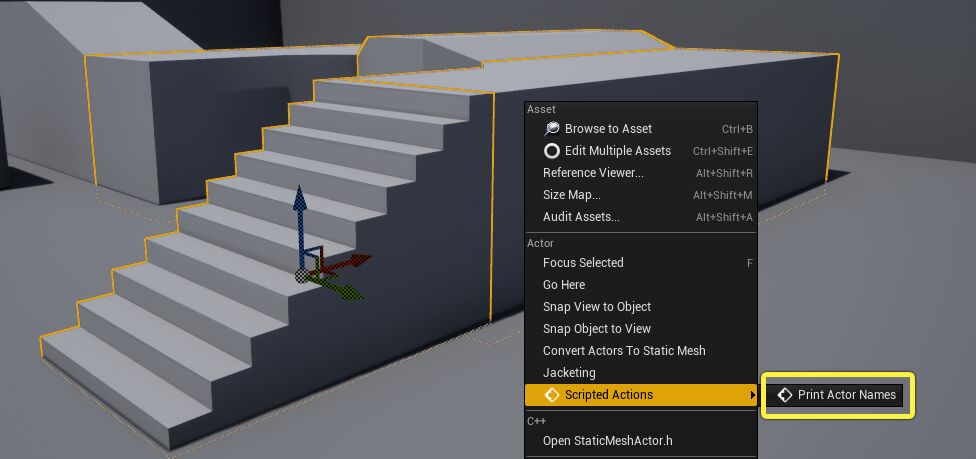 Asset
Browse to Asset Ctrl+B
Edit Multiple Assets Ctrl+Shift+E
Reference Viewer... Alt+Shift+R
Size Map... Alt+Shift+M
Audit Assets... Alt+Shift+A
Actor
Focus Selected F
Go Here
Snap View to Object
Snap Object to View
Convert Actors To Static Mesh
Jacketing
Scripted Actions Print Actor Names
C++
Open StaticMeshActor.h